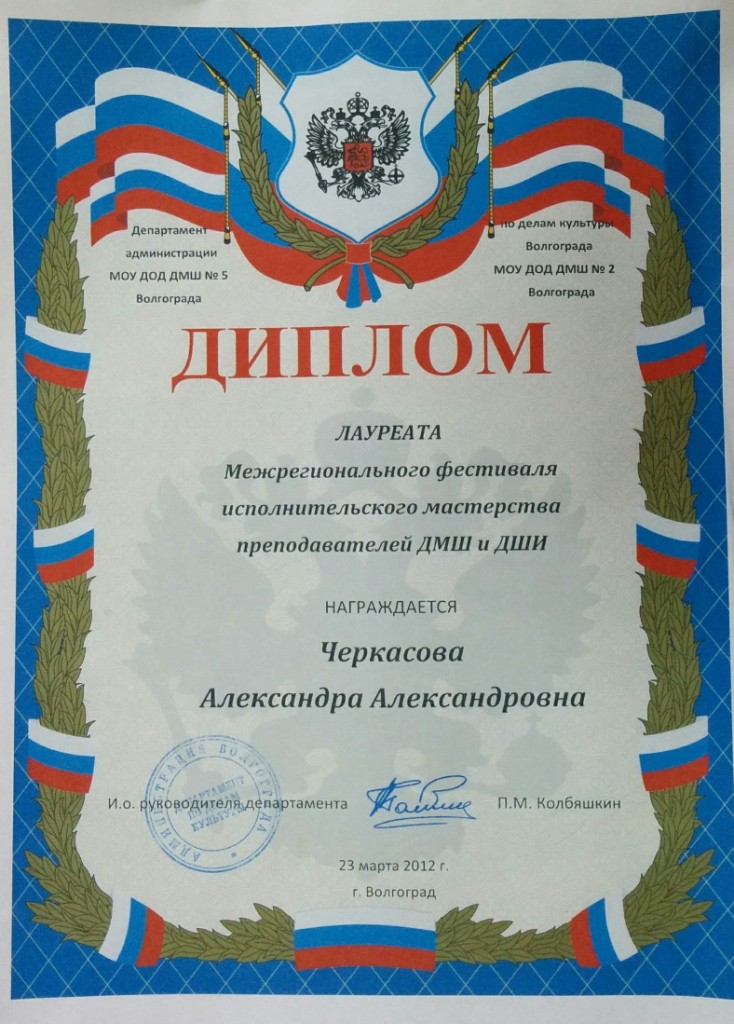 Департамент
администрации
МОУ ДОД ДМШ № 5
Волгограда
по делам культуры
Волгограда
МОУ ДОД ДМШ № 2
Волгограда
ДИПЛОМ
ЛАУРЕАТА
Межрегионального фестиваля
исполнительского мастерства
преподавателей ДМШ и ДШИ
НАГРАЖДАЕТСЯ
Черкасова
Александра Александровна
И.о. руководителя департамента П.М. Колбяшкин
АДМИНИСТРАЦИЯ ВОЛГОГРАДА
ДЕПАРТАМЕНТ
ПО ДЕЛАМ
КУЛЬТУРЫ
23 марта 2012 г.
г. Волгоград